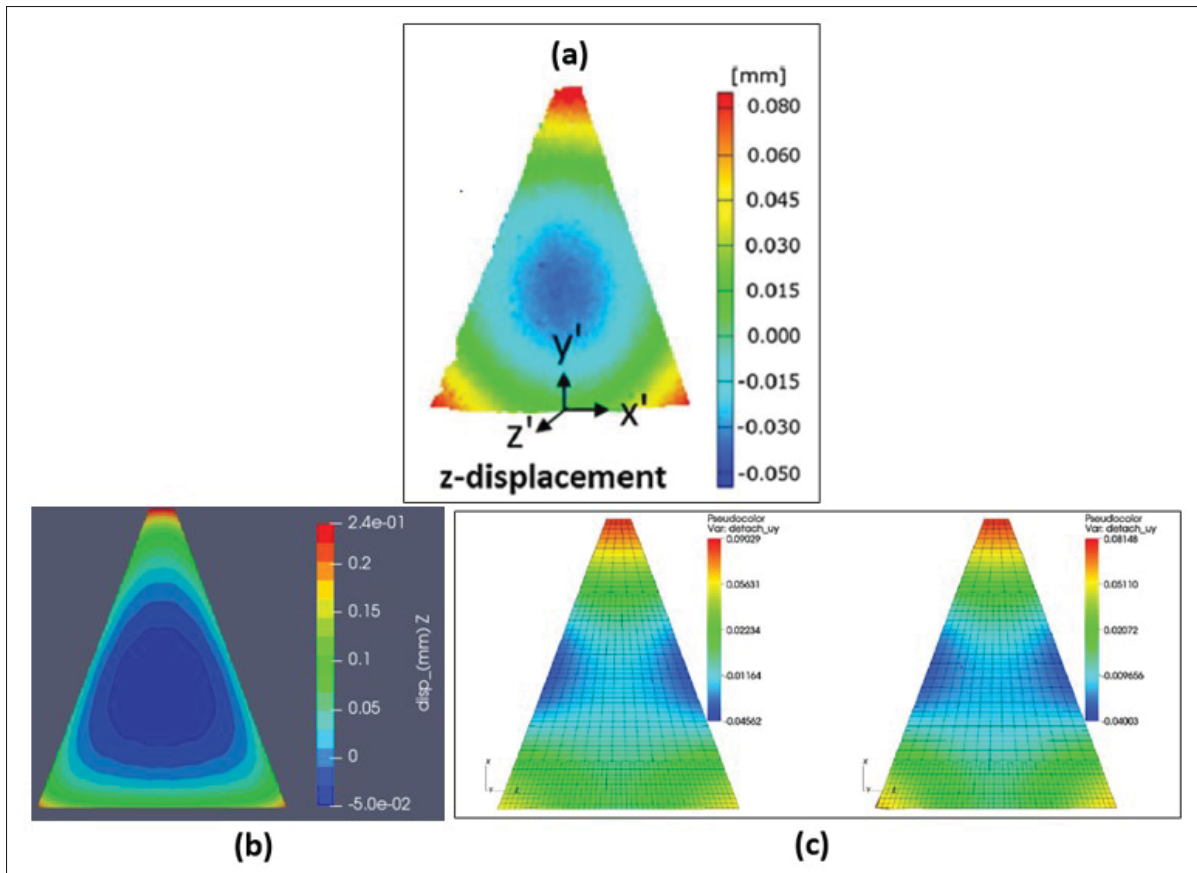 (a)
[mm]
0.080
0.060
0.045
0.030
0.015
0.000
-0.015
-0.030
-0.050
y'
x'
z'
z-displacement
2.4e-01
0.2
0.15
0.1
0.05
0
-5.0e-02
disp_(mm) Z
(b)
Pseudocolor
Var: detach_uy
0.09029
0.05631
0.02234
-0.01164
-0.04562
X
Y
Z
Pseudocolor
Var: detach_uy
0.08148
0.05110
0.02072
-0.009656
-0.04003
X
Y
Z
(c)